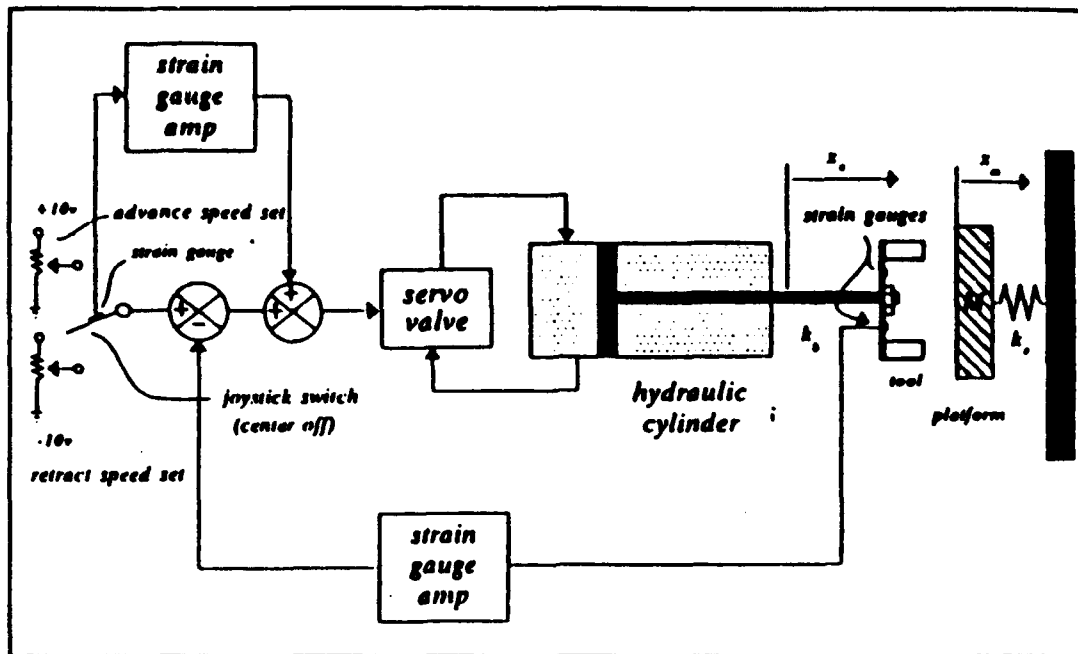 strain
gauge
amp
+10v
advance speed set
strain gauge
+
-
+
+
servo
valve
x
strain gauges
x
k
k
tool
platform
hydraulic
cylinder
joystick switch
(center off)
-10v
retract speed set
strain
gauge
amp